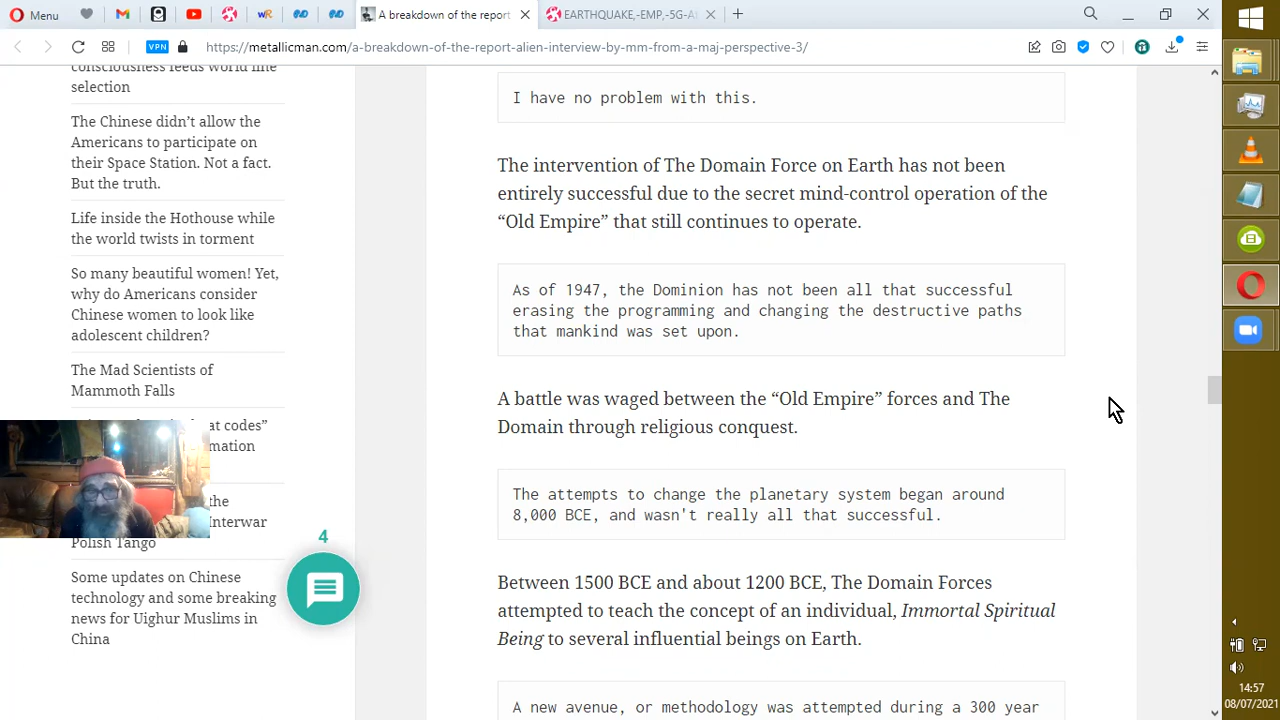 Menu
A breakdown of the report
EARTHQUAKE,-EMP,-5G-A
VPN
https://metallicman.com/a-breakdown-of-the-report-alien-interview-by-mm-from-a-maj-perspective-3/
consciousness feeds world line
selection
The Chinese didn’t allow the
Americans to participate on
their Space Station. Not a fact.
But the truth.
Life inside the Hothouse while
the world twists in torment
So many beautiful women! Yet,
why do Americans consider
Chinese women to look like
adolescent children?
The Mad Scientists of
Mammoth Falls
at codes”
mation
the
Interwar
Polish Tango
Some updates on Chinese
technology and some breaking
news for Uighur Muslims in
China
4
I have no problem with this.
The intervention of The Domain Force on Earth has not been
entirely successful due to the secret mind-control operation of the
“Old Empire” that still continues to operate.
As of 1947, the Dominion has not been all that successful
erasing the programming and changing the destructive paths
that mankind was set upon.
A battle was waged between the “Old Empire” forces and The
Domain through religious conquest.
The attempts to change the planetary system began around
8,000 BCE, and wasn't really all that successful.
Between 1500 BCE and about 1200 BCE, The Domain Forces
attempted to teach the concept of an individual, Immortal Spiritual
Being to several influential beings on Earth.
A new avenue, or methodology was attempted during a 300 year
14:57
08/07/2021